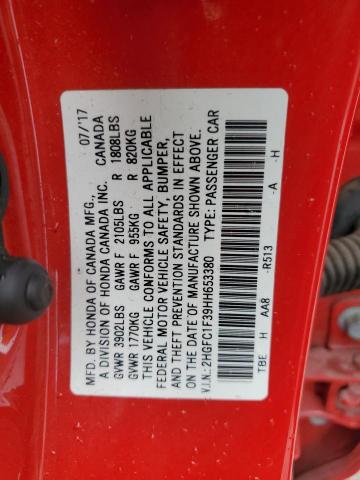 MFD. BY HONDA OF CANADA MFG., 07/'17
A DIVISION OF HONDA CANADA INC. CANADA
GVWR 3902LBS GAWR F 2105LBS R 1808LBS
GVWR 1770KG GAWR F 955KG R 820KG
THIS VEHICLE CONFORMS TO ALL APPLICABLE
FEDERAL MOTOR VEHICLE SAFETY, BUMPER,
AND THEFT PREVENTION STANDARDS IN EFFECT
ON THE DATE OF MANUFACTURE SHOWN ABOVE.
V.I.N.: 2HGFC1F39HH653380 TYPE: PASSENGER CAR
TBE H AA8 -R513 -A -H